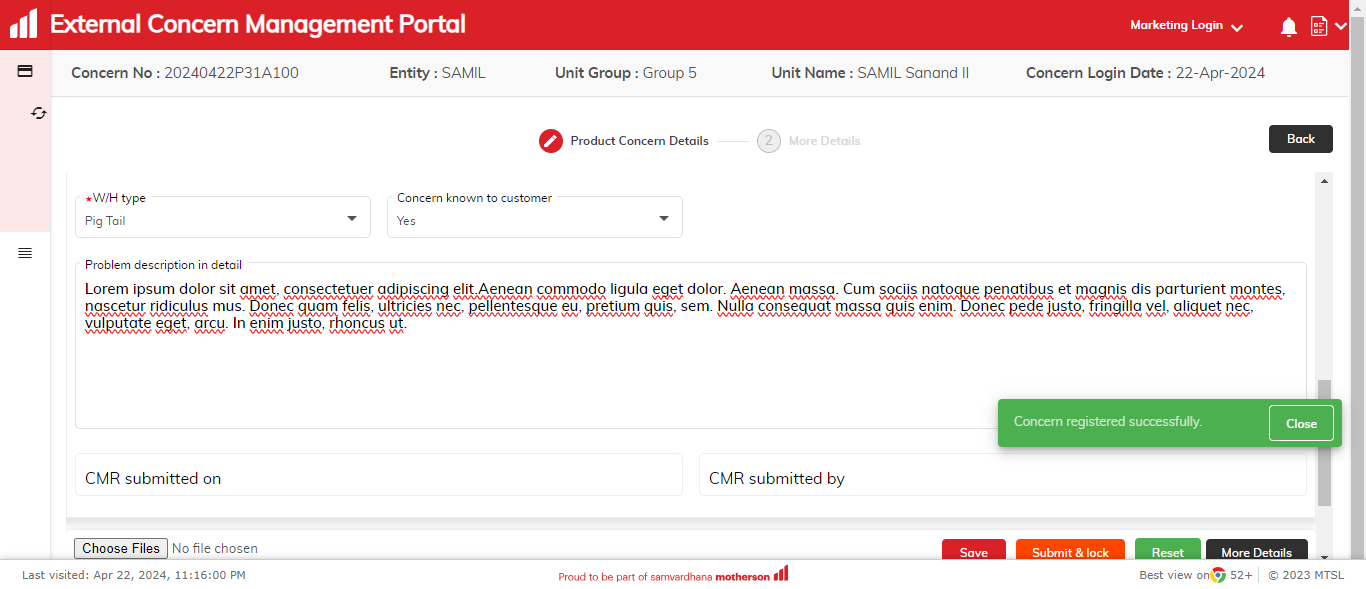 External Concern Management Portal
Marketing Login
Concern No : 20240422P31A100 Entity : SAMIL Unit Group : Group 5 Unit Name : SAMIL Sanand II Concern Login Date : 22-Apr-2024
Product Concern Details 2 More Details Back
*W/H type Concern known to customer
Pig Tail Yes
Problem description in detail
Lorem ipsum dolor sit amet, consectetuer adipiscing elit.Aenean commodo ligula eget dolor. Aenean massa. Cum sociis natoque penatibus et magnis dis parturient montes,
nascetur ridiculus mus. Donec quam felis, ultricies nec, pellentesque eu, pretium quis, sem. Nulla consequat massa quis enim. Donec pede justo, fringilla vel, aliquet nec,
vulputate eget, arcu. In enim justo, rhoncus ut.
Concern registered successfully. Close
CMR submitted on CMR submitted by
Choose Files No file chosen Save Submit & lock Reset More Details
Last visited: Apr 22, 2024, 11:16:00 PM Proud to be part of samvardhana motherson Best view on 52+ © 2023 MTSL